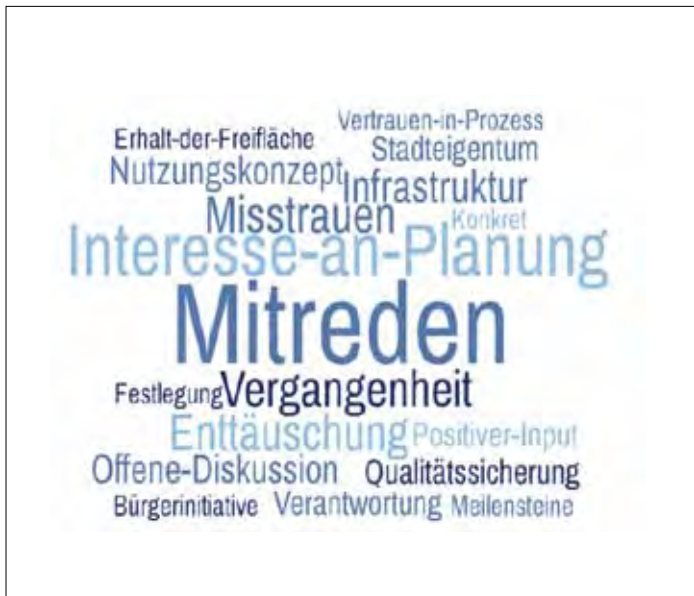 Vertrauen-in-Prozess
Erhalt-der-Freifläche
Stadteigentum
Nutzungskonzept
Infrastruktur
Misstrauen
Konkret
Interesse-an-Planung
Mitreden
Festlegung
Vergangenheit
Enttäuschung
Positiver-Input
Offene-Diskussion
Qualitätssicherung
Bürgerinitiative
Verantwortung
Meilensteine